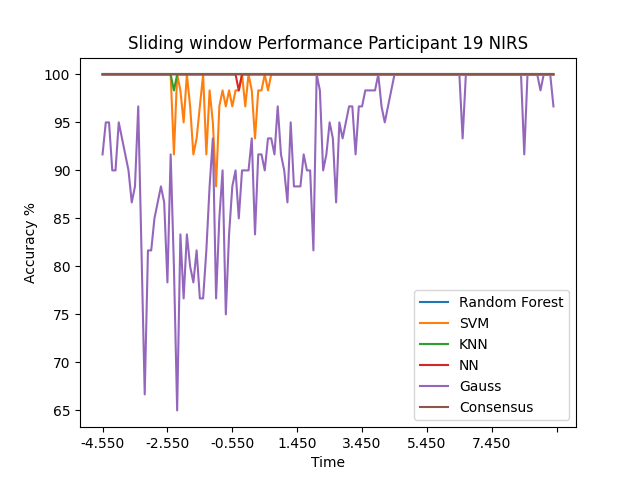 Sliding window Performance Participant 19 NIRS
100
95
90
85
80
75
70
65
Accuracy %
Random Forest
SVM
KNN
NN
Gauss
Consensus
-4.550 -2.550 -0.550 1.450 3.450 5.450 7.450
Time